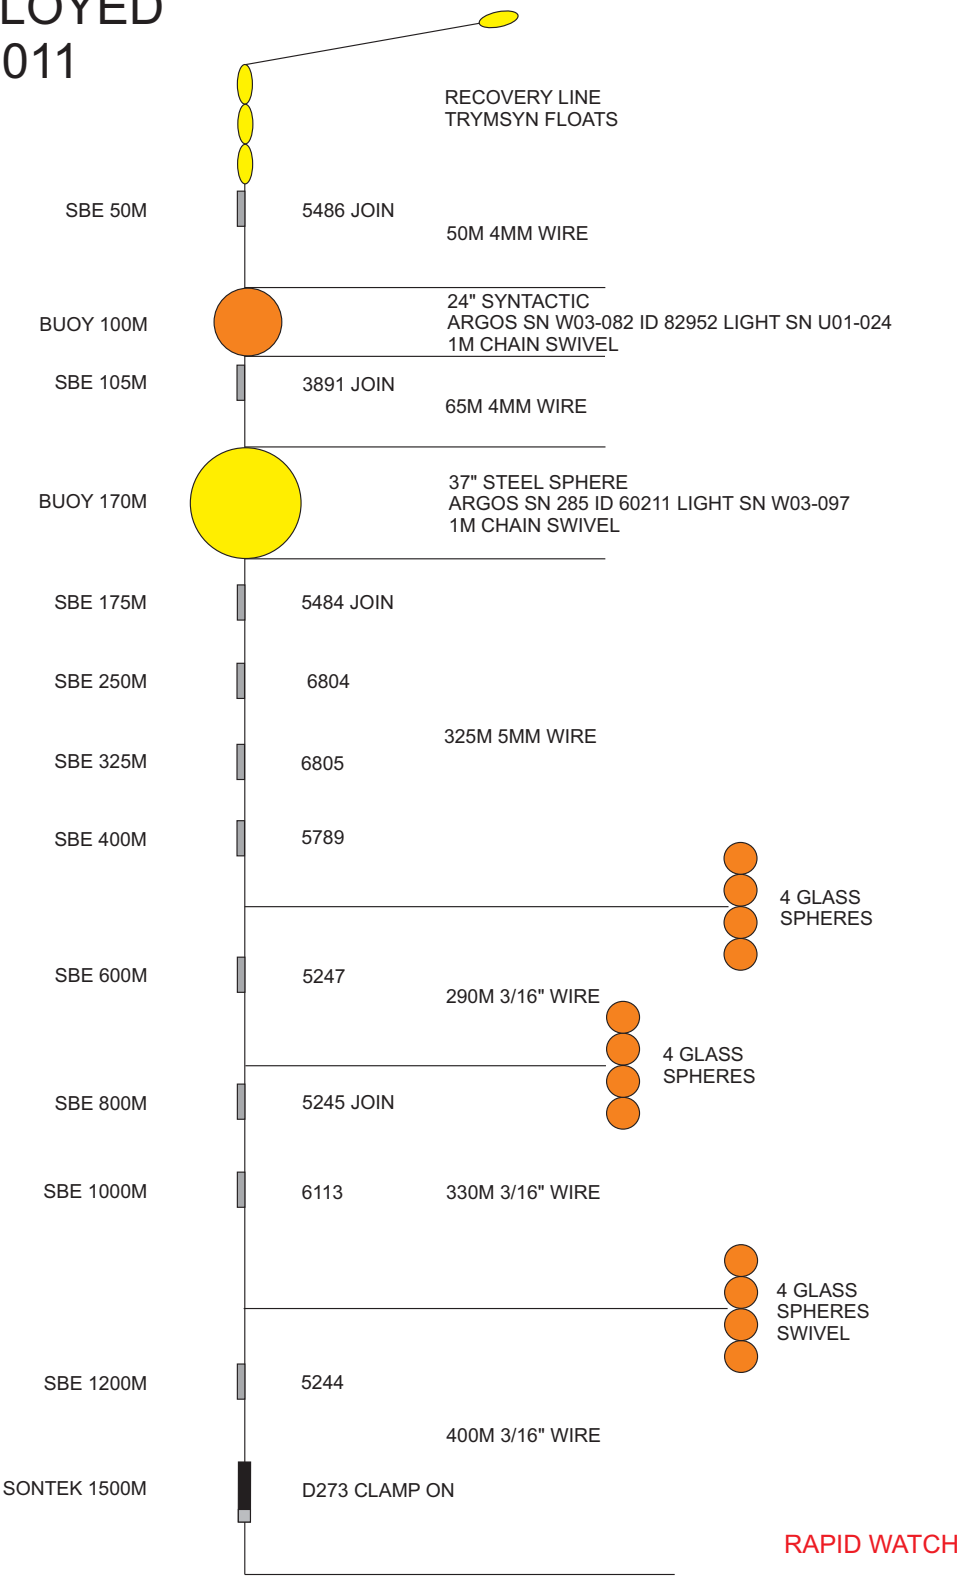 LOYED
011
RECOVERY LINE
TRYMSYN FLOATS
SBE 50M
5486 JOIN
50M 4MM WIRE
BUOY 100M
24" SYNTACTIC
ARGOS SN W03-082 ID 82952 LIGHT SN U01-024
1M CHAIN SWIVEL
SBE 105M
3891 JOIN
65M 4MM WIRE
BUOY 170M
37" STEEL SPHERE
ARGOS SN 285 ID 60211 LIGHT SN W03-097
1M CHAIN SWIVEL
SBE 175M
5484 JOIN
SBE 250M
6804
325M 5MM WIRE
SBE 325M
6805
SBE 400M
5789
4 GLASS
SPHERES
SBE 600M
5247
290M 3/16" WIRE
4 GLASS
SPHERES
SBE 800M
5245 JOIN
SBE 1000M
6113
330M 3/16" WIRE
4 GLASS
SPHERES
SWIVEL
SBE 1200M
5244
400M 3/16" WIRE
SONTEK 1500M
D273 CLAMP ON
RAPID WATCH